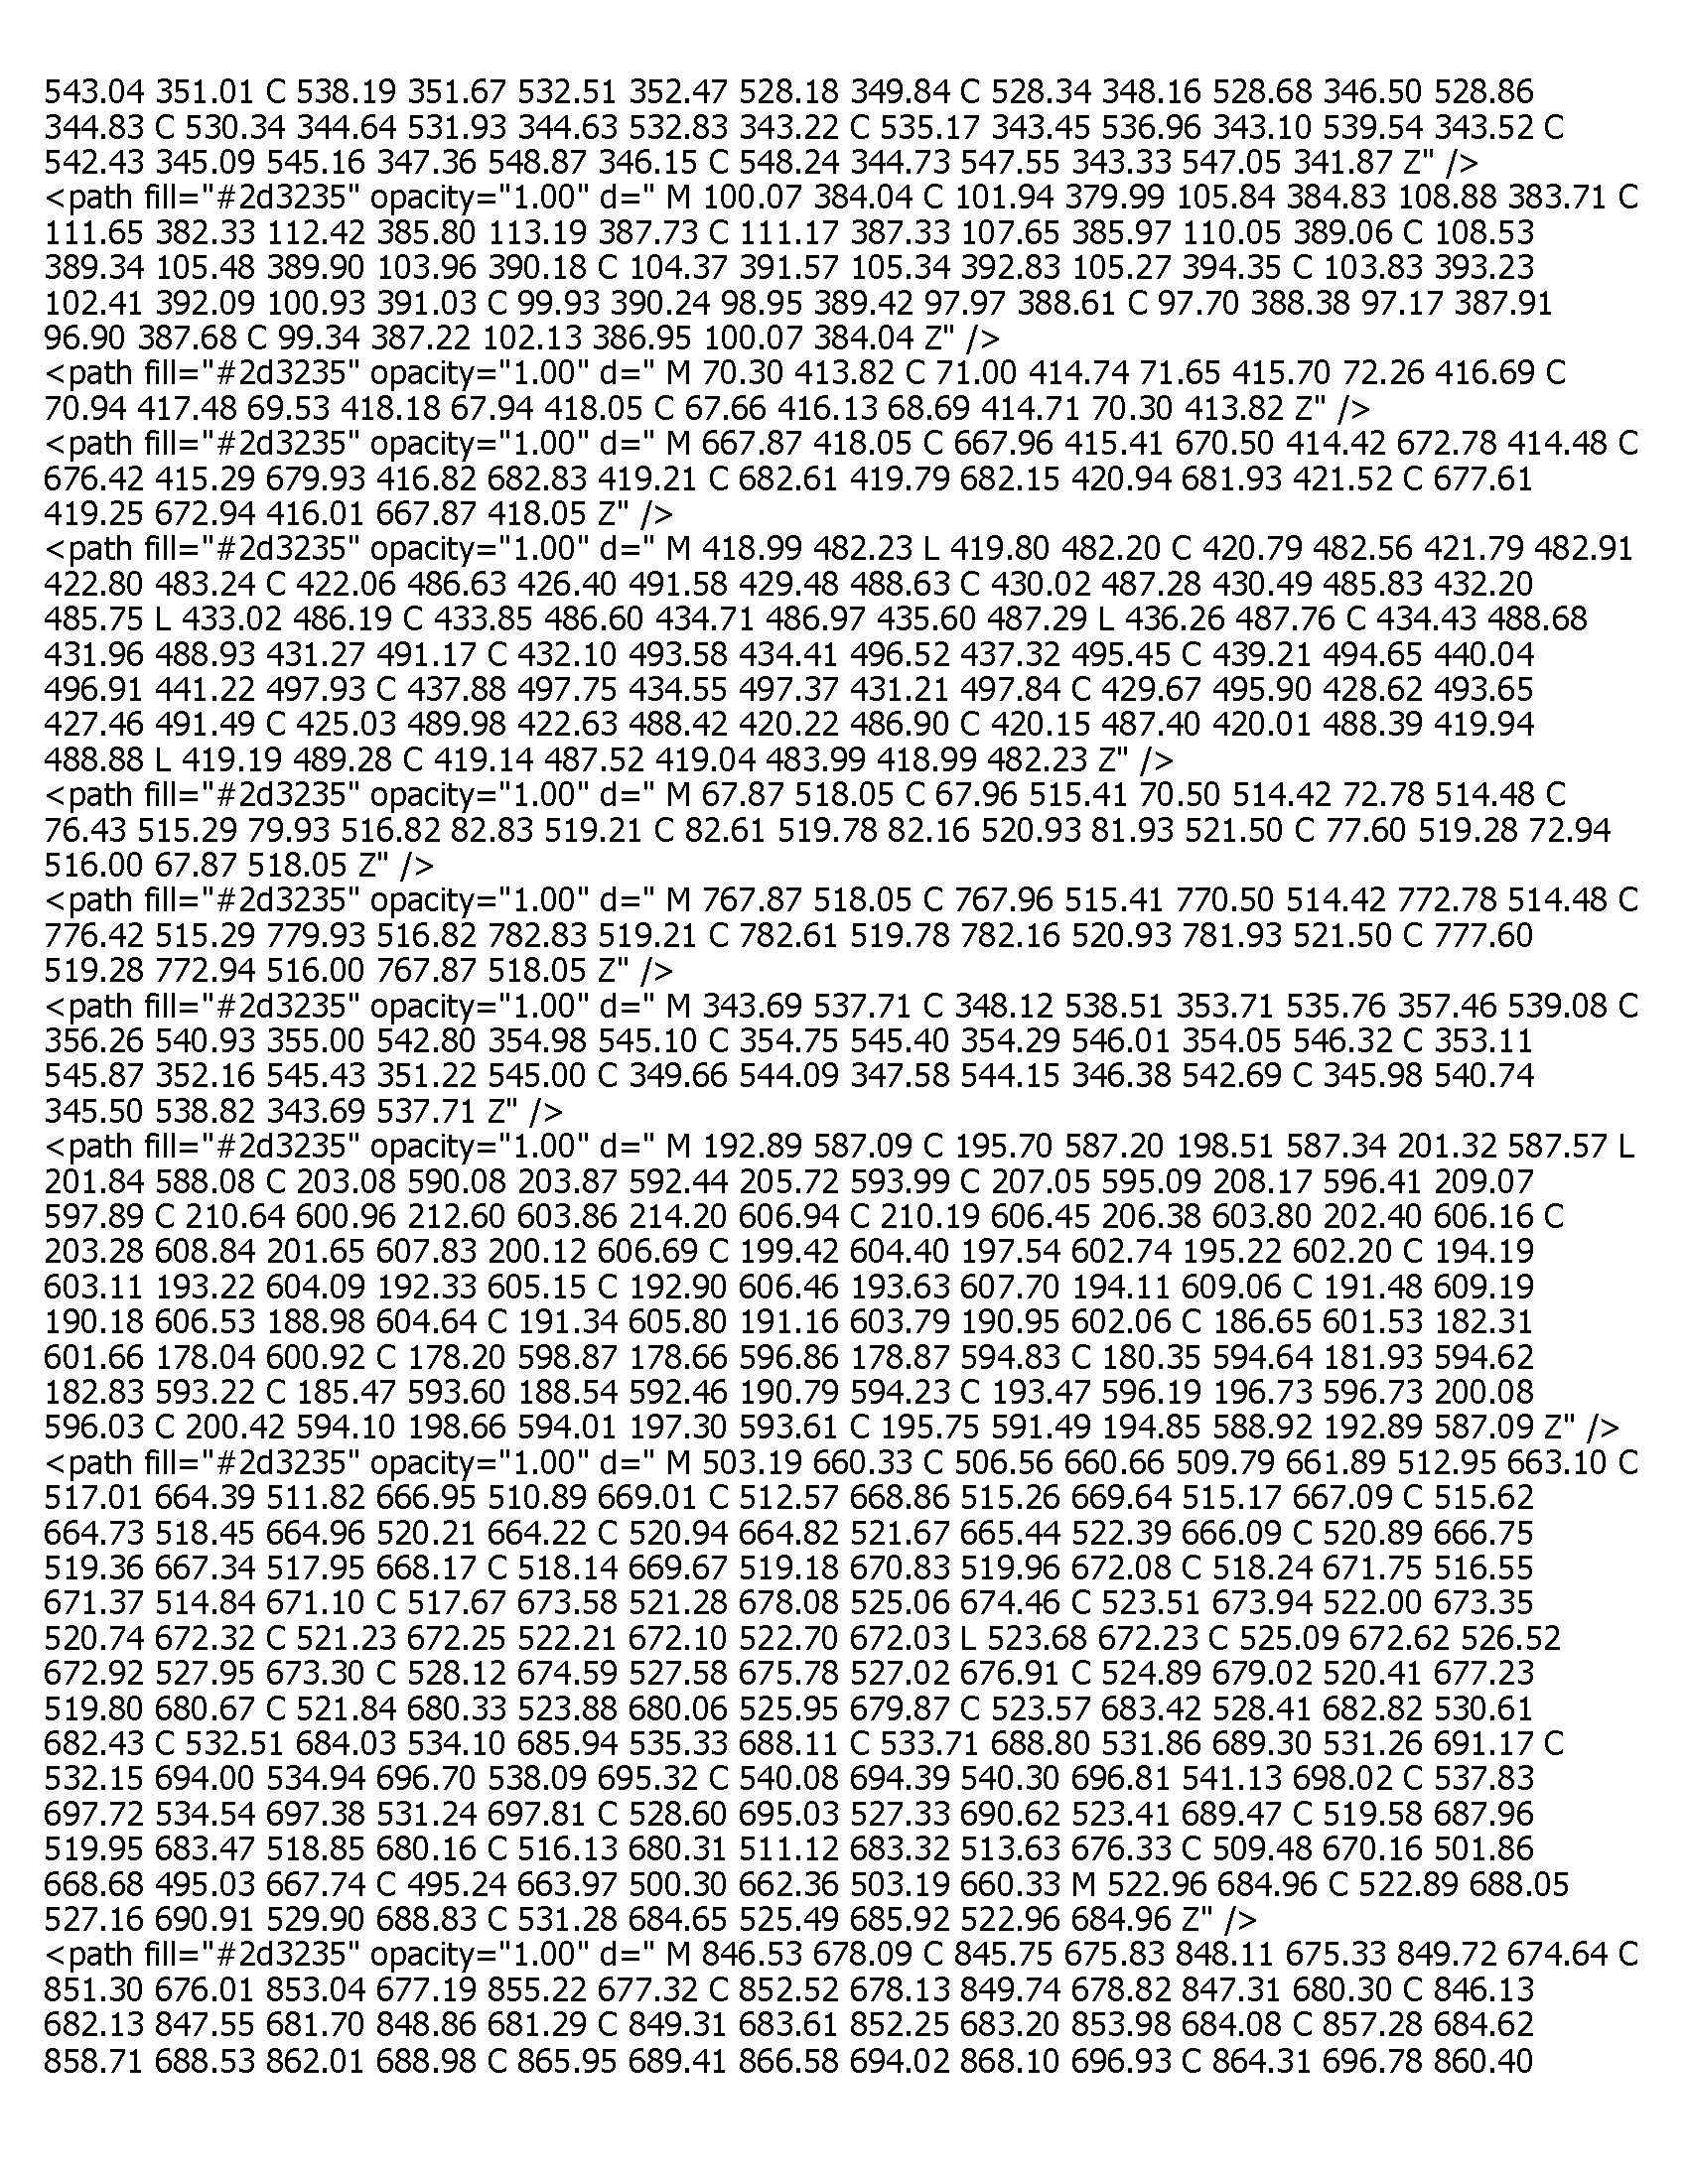 543.04 351.01 C 538.19 351.67 532.51 352.47 528.18 349.84 C 528.34 348.16 528.68 346.50 528.86
344.83 C 530.34 344.64 531.93 344.63 532.83 343.22 C 535.17 343.45 536.96 343.10 539.54 343.52 C
542.43 345.09 545.16 347.36 548.87 346.15 C 548.24 344.73 547.55 343.33 547.05 341.87 Z" />
<path fill="#2d3235" opacity="1.00" d=" M 100.07 384.04 C 101.94 379.99 105.84 384.83 108.88 383.71 C
111.65 382.33 112.42 385.80 113.19 387.73 C 111.17 387.33 107.65 385.97 110.05 389.06 C 108.53
389.34 105.48 389.90 103.96 390.18 C 104.37 391.57 105.34 392.83 105.27 394.35 C 103.83 393.23
102.41 392.09 100.93 391.03 C 99.93 390.24 98.95 389.42 97.97 388.61 C 97.70 388.38 97.17 387.91
96.90 387.68 C 99.34 387.22 102.13 386.95 100.07 384.04 Z" />
<path fill="#2d3235" opacity="1.00" d=" M 70.30 413.82 C 71.00 414.74 71.65 415.70 72.26 416.69 C
70.94 417.48 69.53 418.18 67.94 418.05 C 67.66 416.13 68.69 414.71 70.30 413.82 Z" />
<path fill="#2d3235" opacity="1.00" d=" M 667.87 418.05 C 667.96 415.41 670.50 414.42 672.78 414.48 C
676.42 415.29 679.93 416.82 682.83 419.21 C 682.61 419.79 682.15 420.94 681.93 421.52 C 677.61
419.25 672.94 416.01 667.87 418.05 Z" />
<path fill="#2d3235" opacity="1.00" d=" M 418.99 482.23 L 419.80 482.20 C 420.79 482.56 421.79 482.91
422.80 483.24 C 422.06 486.63 426.40 491.58 429.48 488.63 C 430.02 487.28 430.49 485.83 432.20
485.75 L 433.02 486.19 C 433.85 486.60 434.71 486.97 435.60 487.29 L 436.26 487.76 C 434.43 488.68
431.96 488.93 431.27 491.17 C 432.10 493.58 434.41 496.52 437.32 495.45 C 439.21 494.65 440.04
496.91 441.22 497.93 C 437.88 497.75 434.55 497.37 431.21 497.84 C 429.67 495.90 428.62 493.65
427.46 491.49 C 425.03 489.98 422.63 488.42 420.22 486.90 C 420.15 487.40 420.01 488.39 419.94
488.88 L 419.19 489.28 C 419.14 487.52 419.04 483.99 418.99 482.23 Z" />
<path fill="#2d3235" opacity="1.00" d=" M 67.87 518.05 C 67.96 515.41 70.50 514.42 72.78 514.48 C
76.43 515.29 79.93 516.82 82.83 519.21 C 82.61 519.78 82.16 520.93 81.93 521.50 C 77.60 519.28 72.94
516.00 67.87 518.05 Z" />
<path fill="#2d3235" opacity="1.00" d=" M 767.87 518.05 C 767.96 515.41 770.50 514.42 772.78 514.48 C
776.42 515.29 779.93 516.82 782.83 519.21 C 782.61 519.78 782.16 520.93 781.93 521.50 C 777.60
519.28 772.94 516.00 767.87 518.05 Z" />
<path fill="#2d3235" opacity="1.00" d=" M 343.69 537.71 C 348.12 538.51 353.71 535.76 357.46 539.08 C
356.26 540.93 355.00 542.80 354.98 545.10 C 354.75 545.40 354.29 546.01 354.05 546.32 C 353.11
545.87 352.16 545.43 351.22 545.00 C 349.66 544.09 347.58 544.15 346.38 542.69 C 345.98 540.74
345.50 538.82 343.69 537.71 Z" />
<path fill="#2d3235" opacity="1.00" d=" M 192.89 587.09 C 195.70 587.20 198.51 587.34 201.32 587.57 L
201.84 588.08 C 203.08 590.08 203.87 592.44 205.72 593.99 C 207.05 595.09 208.17 596.41 209.07
597.89 C 210.64 600.96 212.60 603.86 214.20 606.94 C 210.19 606.45 206.38 603.80 202.40 606.16 C
203.28 608.84 201.65 607.83 200.12 606.69 C 199.42 604.40 197.54 602.74 195.22 602.20 C 194.19
603.11 193.22 604.09 192.33 605.15 C 192.90 606.46 193.63 607.70 194.11 609.06 C 191.48 609.19
190.18 606.53 188.98 604.64 C 191.34 605.80 191.16 603.79 190.95 602.06 C 186.65 601.53 182.31
601.66 178.04 600.92 C 178.20 598.87 178.66 596.86 178.87 594.83 C 180.35 594.64 181.93 594.62
182.83 593.22 C 185.47 593.60 188.54 592.46 190.79 594.23 C 193.47 596.19 196.73 596.73 200.08
596.03 C 200.42 594.10 198.66 594.01 197.30 593.61 C 195.75 591.49 194.85 588.92 192.89 587.09 Z" />
<path fill="#2d3235" opacity="1.00" d=" M 503.19 660.33 C 506.56 660.66 509.79 661.89 512.95 663.10 C
517.01 664.39 511.82 666.95 510.89 669.01 C 512.57 668.86 515.26 669.64 515.17 667.09 C 515.62
664.73 518.45 664.96 520.21 664.22 C 520.94 664.82 521.67 665.44 522.39 666.09 C 520.89 666.75
519.36 667.34 517.95 668.17 C 518.14 669.67 519.18 670.83 519.96 672.08 C 518.24 671.75 516.55
671.37 514.84 671.10 C 517.67 673.58 521.28 678.08 525.06 674.46 C 523.51 673.94 522.00 673.35
520.74 672.32 C 521.23 672.25 522.21 672.10 522.70 672.03 L 523.68 672.23 C 525.09 672.62 526.52
672.92 527.95 673.30 C 528.12 674.59 527.58 675.78 527.02 676.91 C 524.89 679.02 520.41 677.23
519.80 680.67 C 521.84 680.33 523.88 680.06 525.95 679.87 C 523.57 683.42 528.41 682.82 530.61
682.43 C 532.51 684.03 534.10 685.94 535.33 688.11 C 533.71 688.80 531.86 689.30 531.26 691.17 C
532.15 694.00 534.94 696.70 538.09 695.32 C 540.08 694.39 540.30 696.81 541.13 698.02 C 537.83
697.72 534.54 697.38 531.24 697.81 C 528.60 695.03 527.33 690.62 523.41 689.47 C 519.58 687.96
519.95 683.47 518.85 680.16 C 516.13 680.31 511.12 683.32 513.63 676.33 C 509.48 670.16 501.86
668.68 495.03 667.74 C 495.24 663.97 500.30 662.36 503.19 660.33 M 522.96 684.96 C 522.89 688.05
527.16 690.91 529.90 688.83 C 531.28 684.65 525.49 685.92 522.96 684.96 Z" />
<path fill="#2d3235" opacity="1.00" d=" M 846.53 678.09 C 845.75 675.83 848.11 675.33 849.72 674.64 C
851.30 676.01 853.04 677.19 855.22 677.32 C 852.52 678.13 849.74 678.82 847.31 680.30 C 846.13
682.13 847.55 681.70 848.86 681.29 C 849.31 683.61 852.25 683.20 853.98 684.08 C 857.28 684.62
858.71 688.53 862.01 688.98 C 865.95 689.41 866.58 694.02 868.10 696.93 C 864.31 696.78 860.40